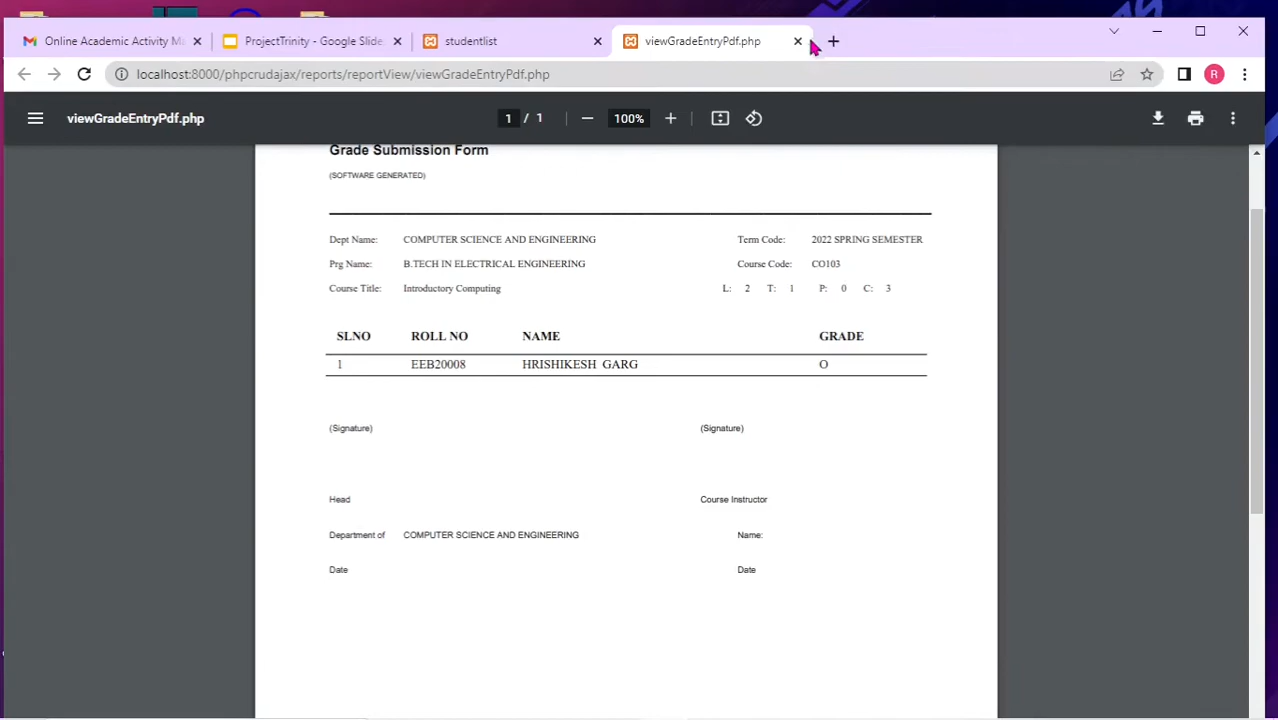 Online Academic Activity Ma
ProjectTrinity - Google Slide
studentlist
viewGradeEntryPdf.php
localhost:8000/phpcrudajax/reports/reportView/viewGradeEntryPdf.php
R
viewGradeEntryPdf.php
1 / 1
100%
Grade Submission Form
(SOFTWARE GENERATED)
Dept Name: COMPUTER SCIENCE AND ENGINEERING Term Code: 2022 SPRING SEMESTER
Prg Name: B.TECH IN ELECTRICAL ENGINEERING Course Code: CO103
Course Title: Introductory Computing L: 2 T: 1 P: 0 C: 3
SLNO ROLL NO NAME GRADE
1 EEB20008 HRISHIKESH GARG O
(Signature) (Signature)
Head Course Instructor
Department of COMPUTER SCIENCE AND ENGINEERING Name:
Date Date